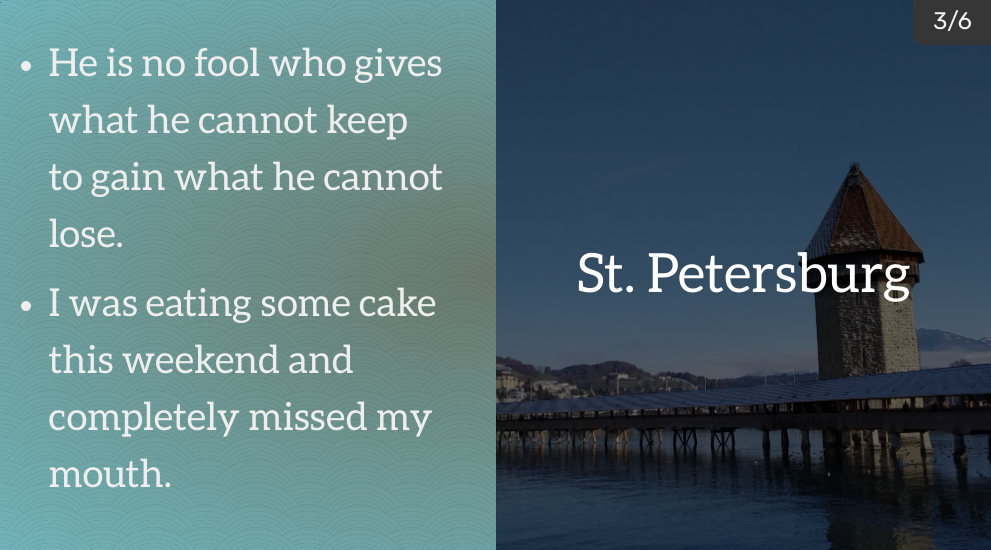 • He is no fool who gives
what he cannot keep
to gain what he cannot
lose.
• I was eating some cake
this weekend and
completely missed my
mouth.
3/6
St. Petersburg